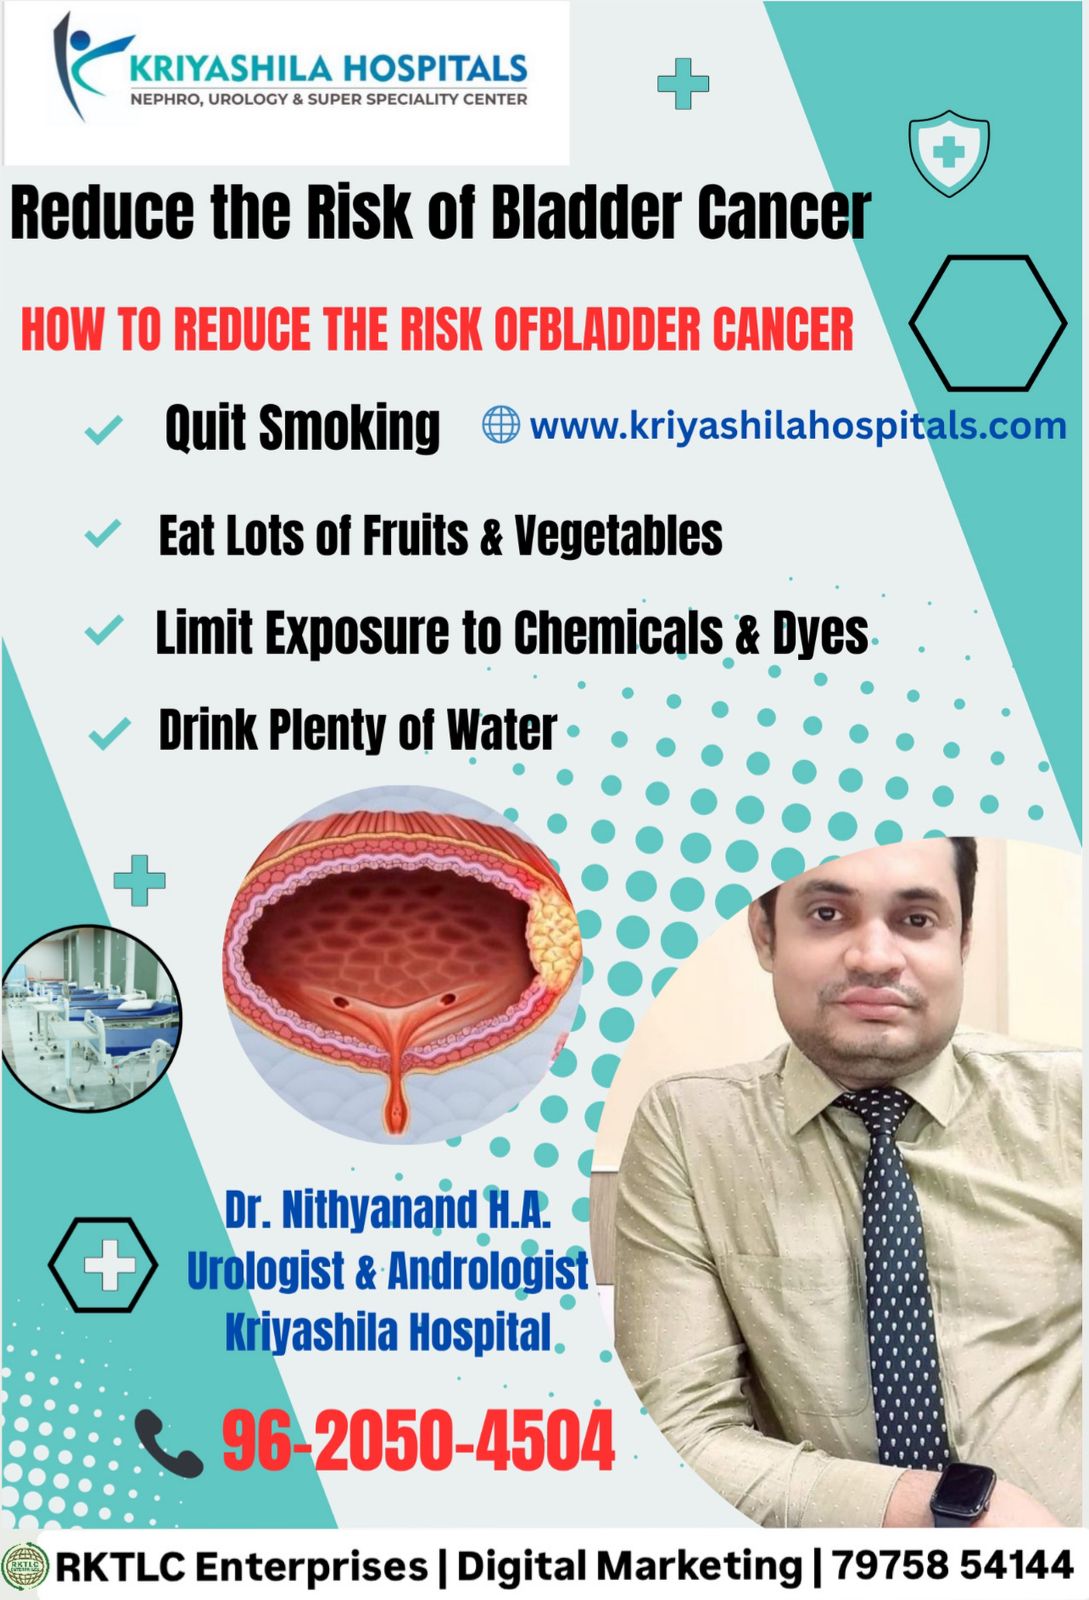 KRIYASHILA HOSPITALS
NEPHRO, UROLOGY & SUPER SPECIALITY CENTER
Reduce the Risk of Bladder Cancer
HOW TO REDUCE THE RISK OFBLADDER CANCER
Quit Smoking
www.kriyashilahospitals.com
Eat Lots of Fruits & Vegetables
Limit Exposure to Chemicals & Dyes
Drink Plenty of Water
Dr. Nithyanand H.A.
Urologist & Andrologist
Kriyashila Hospital
96-2050-4504
RKTLC
ENTERPRISES
RKTLC Enterprises | Digital Marketing | 79758 54144